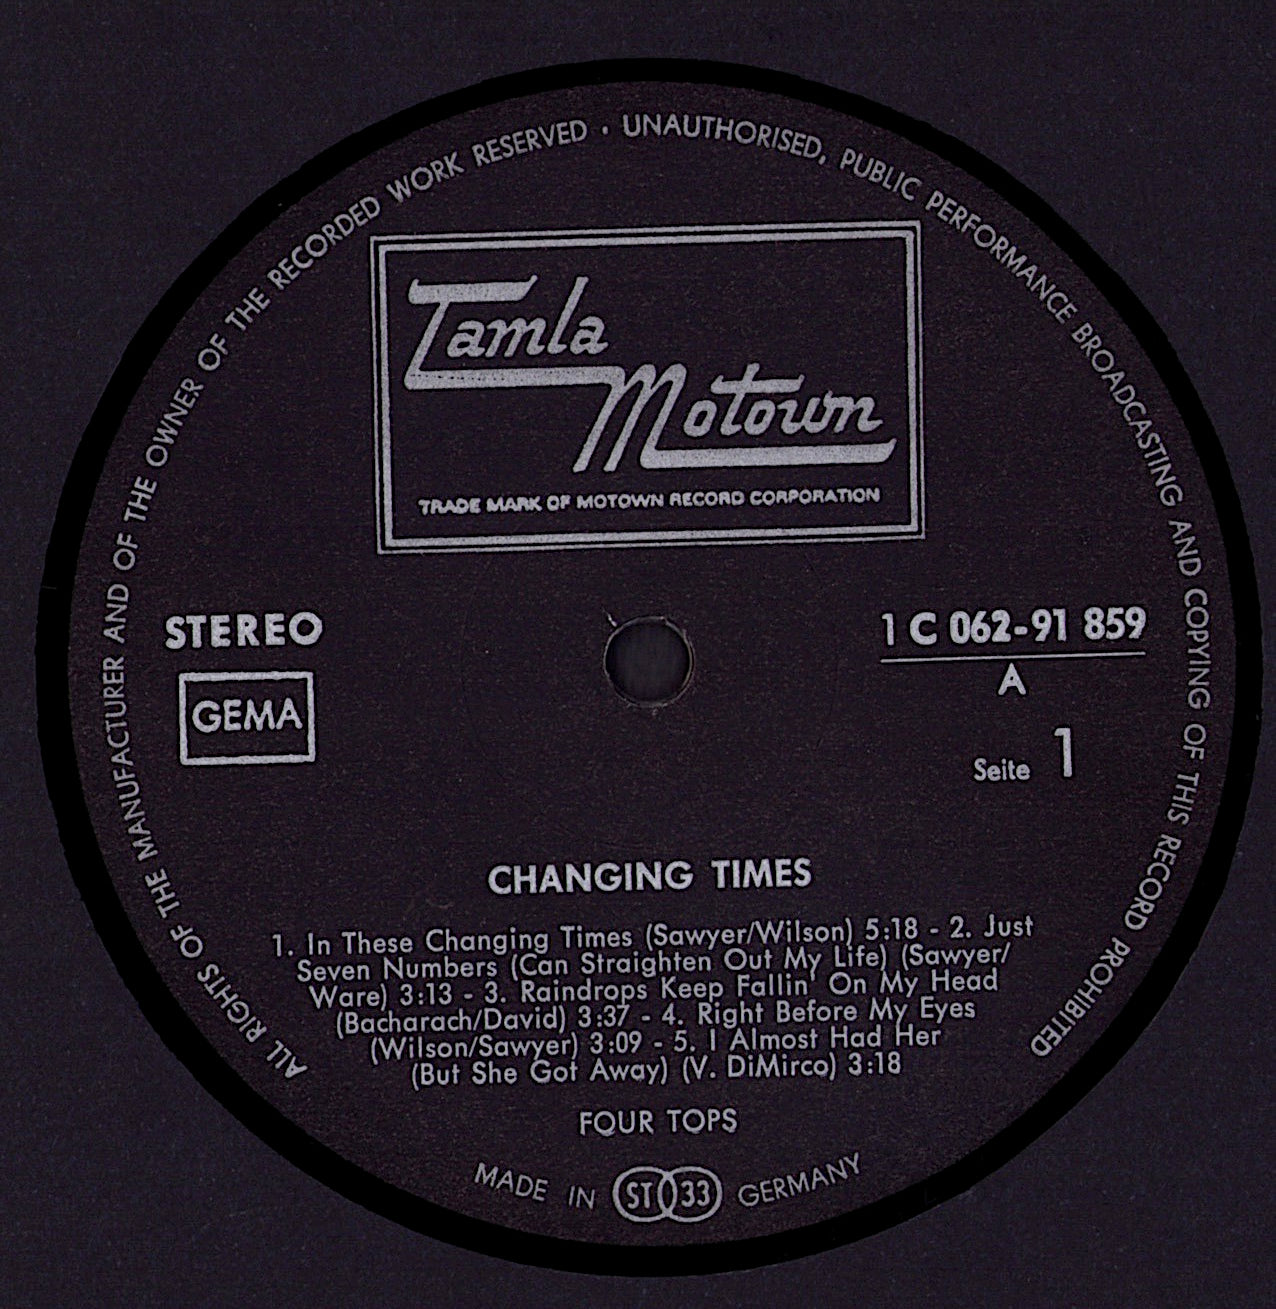 ALL RIGHTS OF THE MANUFACTURER AND OF THE OWNER OF THE RECORDED WORK RESERVED · UNAUTHORISED, PUBLIC PERFORMANCE BROADCASTING AND COPYING OF THIS RECORD PROHIBITED
Tamla
Motown
TRADE MARK OF MOTOWN RECORD CORPORATION
STEREO
GEMA
1 C 062-91 859
A
Seite 1
CHANGING TIMES
1. In These Changing Times (Sawyer/Wilson) 5:18 - 2. Just
Seven Numbers (Can Straighten Out My Life) (Sawyer/
Ware) 3:13 - 3. Raindrops Keep Fallin' On My Head
(Bacharach/David) 3:37 - 4. Right Before My Eyes
(Wilson/Sawyer) 3:09 - 5. I Almost Had Her
(But She Got Away) (V. DiMirco) 3:18
FOUR TOPS
MADE IN ST 33 GERMANY